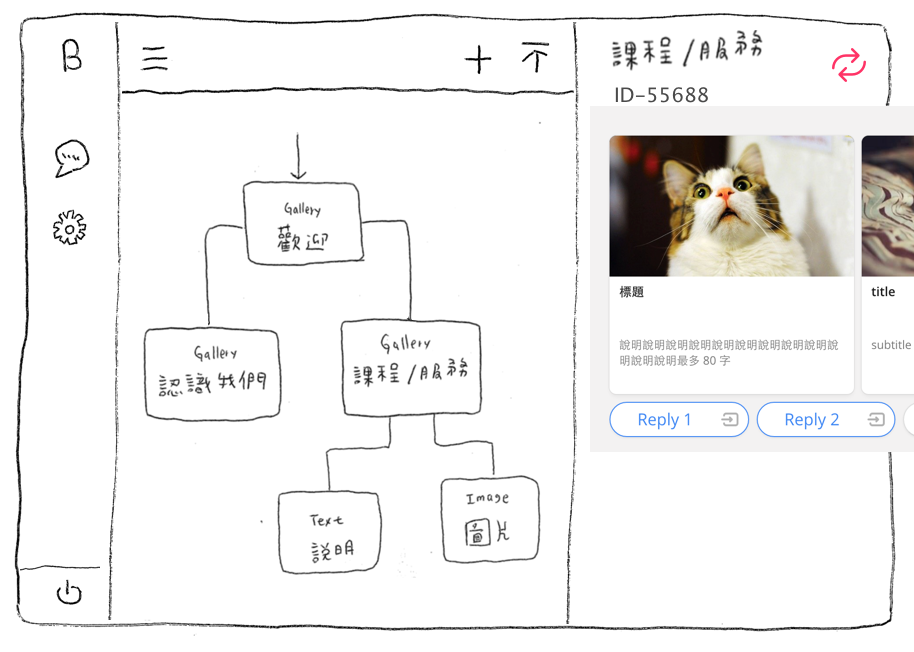 B
Gallery
歡迎
Gallery
認識我們
Gallery
課程/服務
Text
說明
Image
圖片
課程/服務
ID-55688
標題
說明說明說明說明說明說明說明說明說明說
明說明說明最多 80 字
title
subtitle
Reply 1
Reply 2